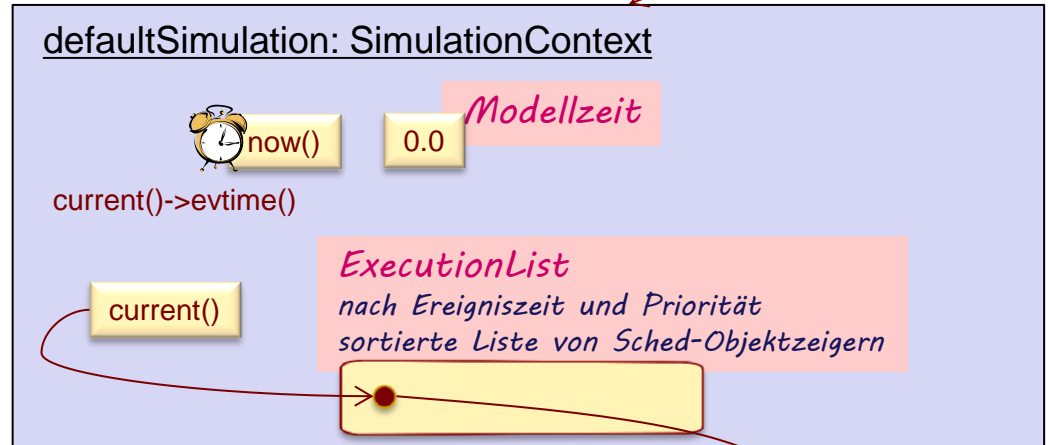 defaultSimulation: SimulationContext
Modellzeit
now()
0.0
current()->evtime()
ExecutionList
current()
nach Ereigniszeit und Priorität
sortierte Liste von Sched-Objektzeigern